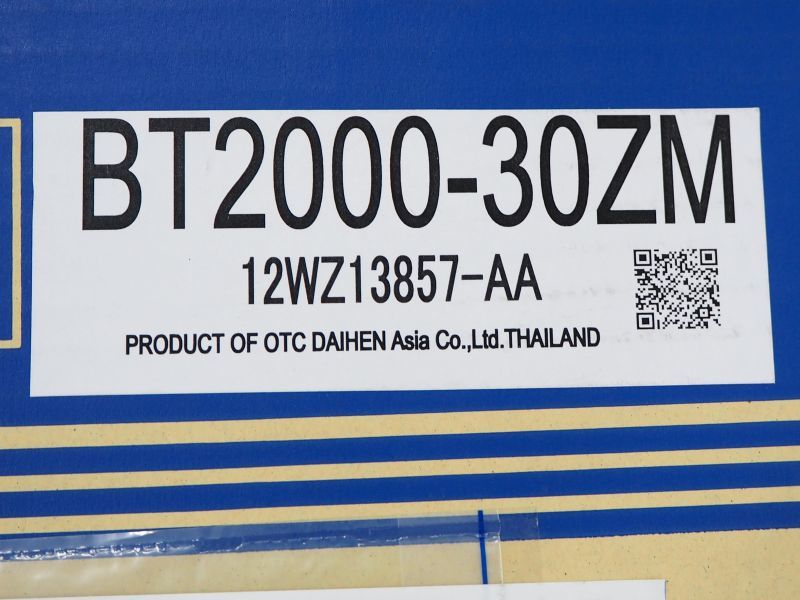 BT2000-30ZM
12WZ13857-AA
PRODUCT OF OTC DAIHEN Asia Co.,Ltd.THAILAND